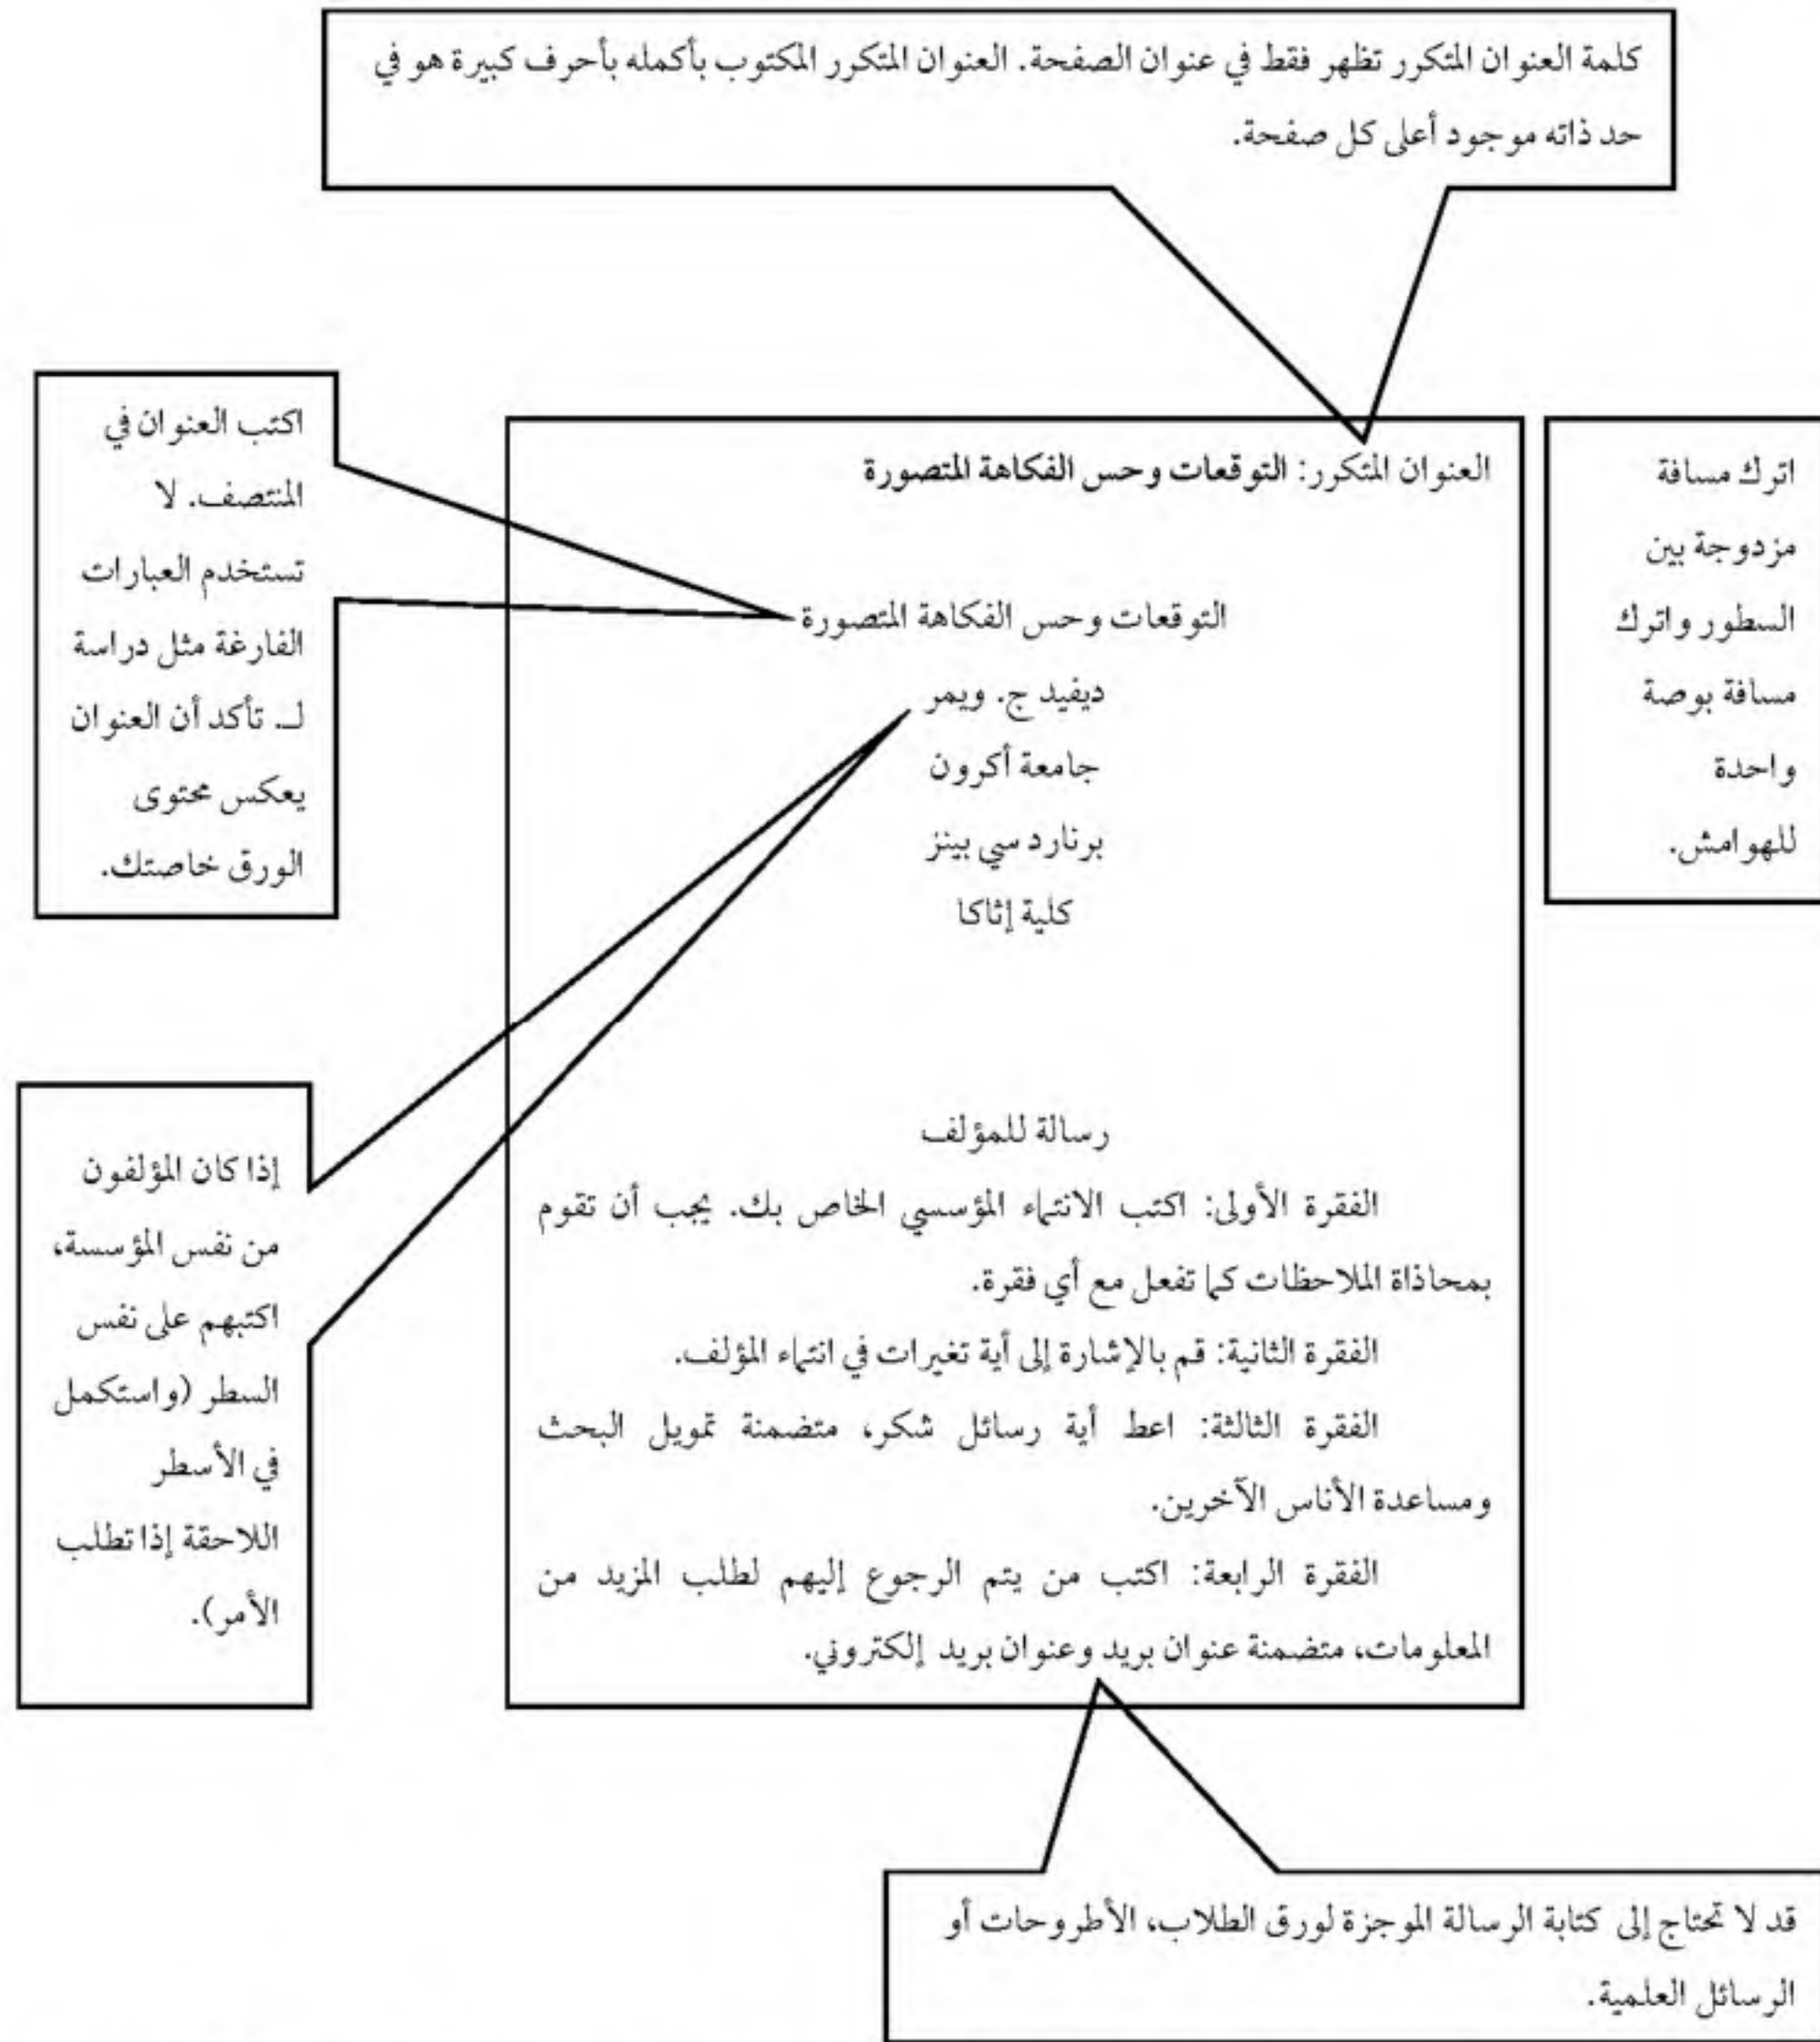 كلمة العنوان المتكرر تظهر فقط في عنوان الصفحة. العنوان المتكرر المكتوب بأكمله بأحرف كبيرة هو في
حد ذاته موجود أعلى كل صفحة.
اترك مسافة
مزدوجة بين
السطور واترك
مسافة بوصة
واحدة
للهوامش.
العنوان المتكرر: التوقعات وحس الفكاهة المتصورة
التوقعات وحس الفكاهة المتصورة
ديفيد ج. ويمر
جامعة أكرون
برنارد سي بينز
كلية إثاكا
رسالة للمؤلف
الفقرة الأولى: اكتب الانتماء المؤسسي الخاص بك. يجب أن تقوم
بمحاذاة الملاحظات كما تفعل مع أي فقرة.
الفقرة الثانية: قم بالإشارة إلى أية تغيرات في انتماء المؤلف.
الفقرة الثالثة: اعط أية رسائل شكر، متضمنة تمويل البحث
ومساعدة الأناس الآخرين.
الفقرة الرابعة: اكتب من يتم الرجوع إليهم لطلب المزيد من
المعلومات، متضمنة عنوان بريد وعنوان بريد إلكتروني.
اكتب العنوان في
المنتصف. لا
تستخدم العبارات
الفارغة مثل دراسة
لـ. تأكد أن العنوان
يعكس محتوى
الورق خاصتك.
إذا كان المؤلفون
من نفس المؤسسة،
اكتبهم على نفس
السطر (واستكمل
في الأسطر
اللاحقة إذا تطلب
الأمر).
قد لا تحتاج إلى كتابة الرسالة الموجزة لورق الطلاب، الأطروحات أو
الرسائل العلمية.